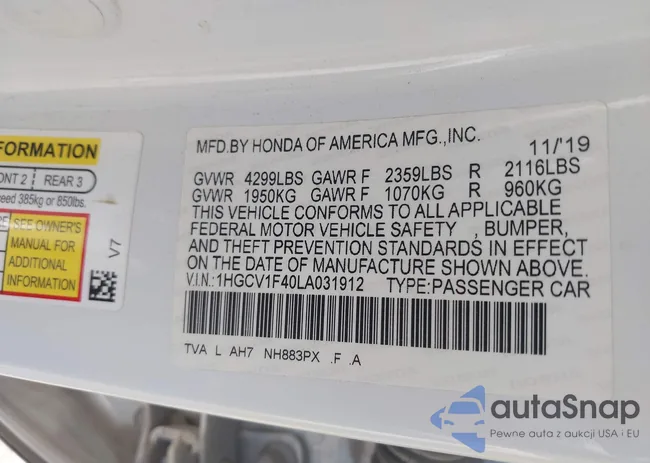 FORMATION
ONT 2 REAR 3
eed 385kg or 850lbs.
SEE OWNER'S
MANUAL FOR
ADDITIONAL
INFORMATION
V7
MFD.BY HONDA OF AMERICA MFG.,INC. 11/'19
GVWR 4299LBS GAWR F 2359LBS R 2116LBS
GVWR 1950KG GAWR F 1070KG R 960KG
THIS VEHICLE CONFORMS TO ALL APPLICABLE
FEDERAL MOTOR VEHICLE SAFETY , BUMPER,
AND THEFT PREVENTION STANDARDS IN EFFECT
ON THE DATE OF MANUFACTURE SHOWN ABOVE.
V.I.N.:1HGCV1F40LA031912 TYPE:PASSENGER CAR
TVA L AH7 NH883PX .F .A
autaSnap
Pewne auta z aukcji USA i EU